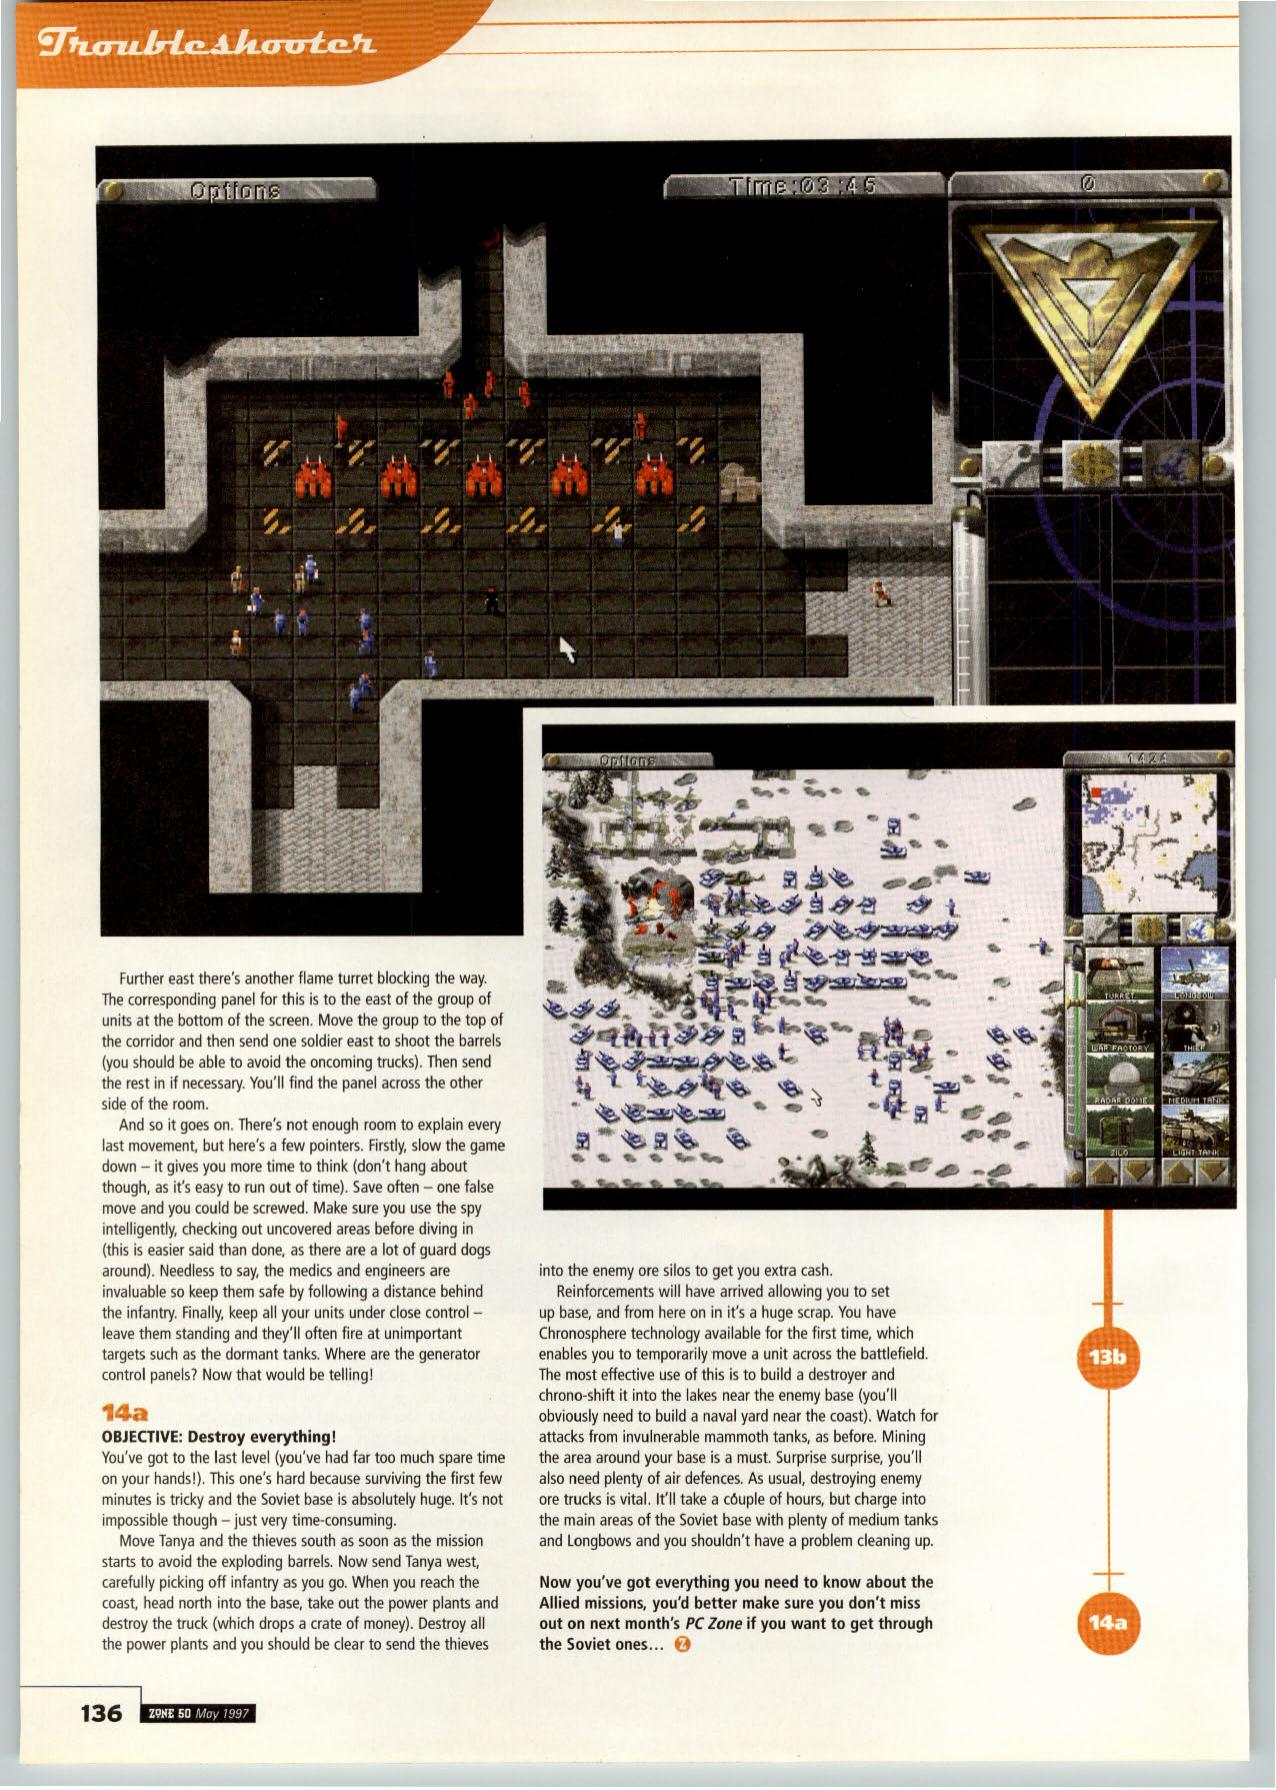 Troubleshooter
Options
Time:03:45
0
Options
1424
TURRET
LONGBOW
WAR FACTORY
THIEF
RADAR DOME
MEDIUM TANK
SILO
LIGHT TANK
Further east there's another flame turret blocking the way.
The corresponding panel for this is to the east of the group of
units at the bottom of the screen. Move the group to the top of
the corridor and then send one soldier east to shoot the barrels
(you should be able to avoid the oncoming trucks). Then send
the rest in if necessary. You'll find the panel across the other
side of the room.
And so it goes on. There's not enough room to explain every
last movement, but here's a few pointers. Firstly, slow the game
down – it gives you more time to think (don't hang about
though, as it's easy to run out of time). Save often – one false
move and you could be screwed. Make sure you use the spy
intelligently, checking out uncovered areas before diving in
(this is easier said than done, as there are a lot of guard dogs
around). Needless to say, the medics and engineers are
invaluable so keep them safe by following a distance behind
the infantry. Finally, keep all your units under close control –
leave them standing and they'll often fire at unimportant
targets such as the dormant tanks. Where are the generator
control panels? Now that would be telling!
14a
OBJECTIVE: Destroy everything!
You've got to the last level (you've had far too much spare time
on your hands!). This one's hard because surviving the first few
minutes is tricky and the Soviet base is absolutely huge. It's not
impossible though – just very time-consuming.
Move Tanya and the thieves south as soon as the mission
starts to avoid the exploding barrels. Now send Tanya west,
carefully picking off infantry as you go. When you reach the
coast, head north into the base, take out the power plants and
destroy the truck (which drops a crate of money). Destroy all
the power plants and you should be clear to send the thieves
into the enemy ore silos to get you extra cash.
Reinforcements will have arrived allowing you to set
up base, and from here on in it's a huge scrap. You have
Chronosphere technology available for the first time, which
enables you to temporarily move a unit across the battlefield.
The most effective use of this is to build a destroyer and
chrono-shift it into the lakes near the enemy base (you'll
obviously need to build a naval yard near the coast). Watch for
attacks from invulnerable mammoth tanks, as before. Mining
the area around your base is a must. Surprise surprise, you'll
also need plenty of air defences. As usual, destroying enemy
ore trucks is vital. It'll take a couple of hours, but charge into
the main areas of the Soviet base with plenty of medium tanks
and Longbows and you shouldn't have a problem cleaning up.
Now you've got everything you need to know about the
Allied missions, you'd better make sure you don't miss
out on next month's PC Zone if you want to get through
the Soviet ones... Z
13b
14a
136
ZONE 50 May 1997